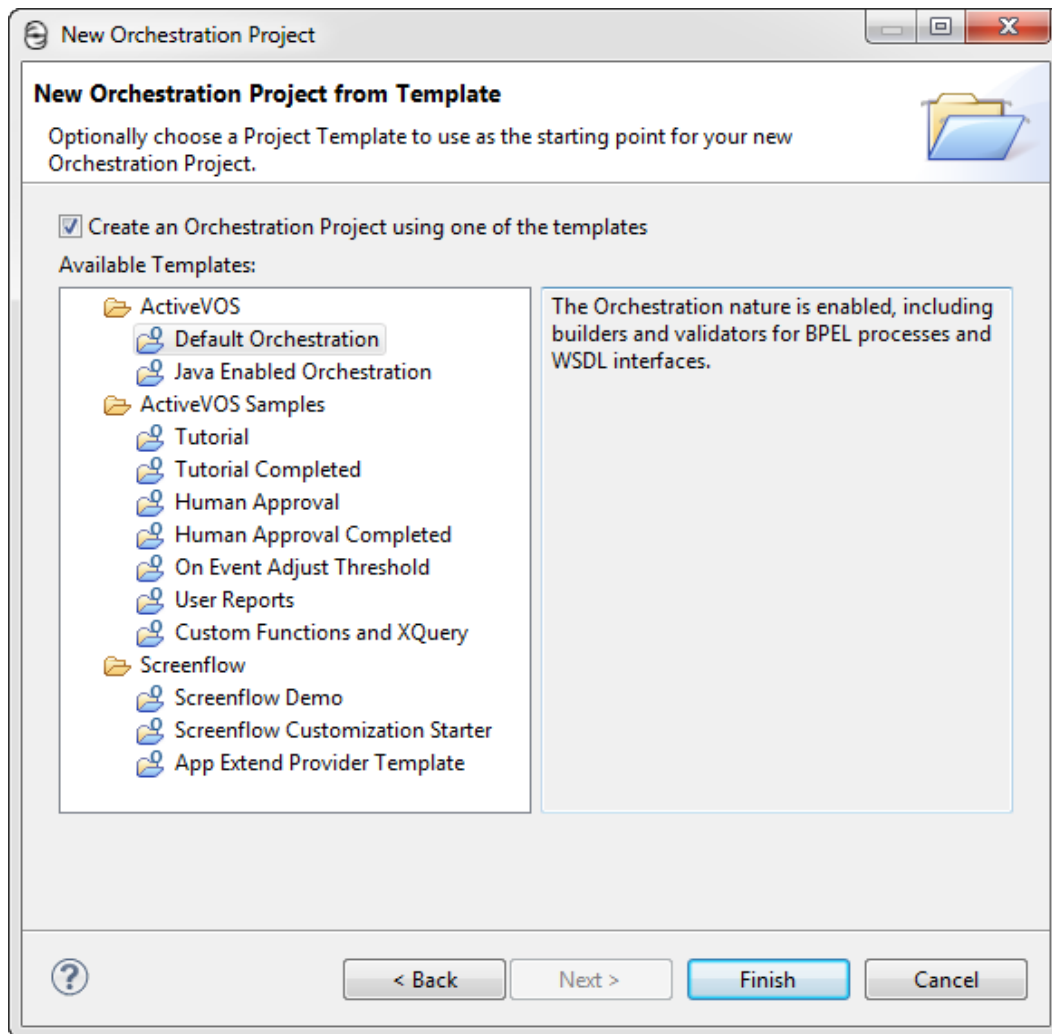 New Orchestration Project
New Orchestration Project from Template
Optionally choose a Project Template to use as the starting point for your new
Orchestration Project.
Create an Orchestration Project using one of the templates
Available Templates:
ActiveVOS
Default Orchestration
Java Enabled Orchestration
ActiveVOS Samples
Tutorial
Tutorial Completed
Human Approval
Human Approval Completed
On Event Adjust Threshold
User Reports
Custom Functions and XQuery
Screenflow
Screenflow Demo
Screenflow Customization Starter
App Extend Provider Template
The Orchestration nature is enabled, including
builders and validators for BPEL processes and
WSDL interfaces.
?
< Back
Next >
Finish
Cancel